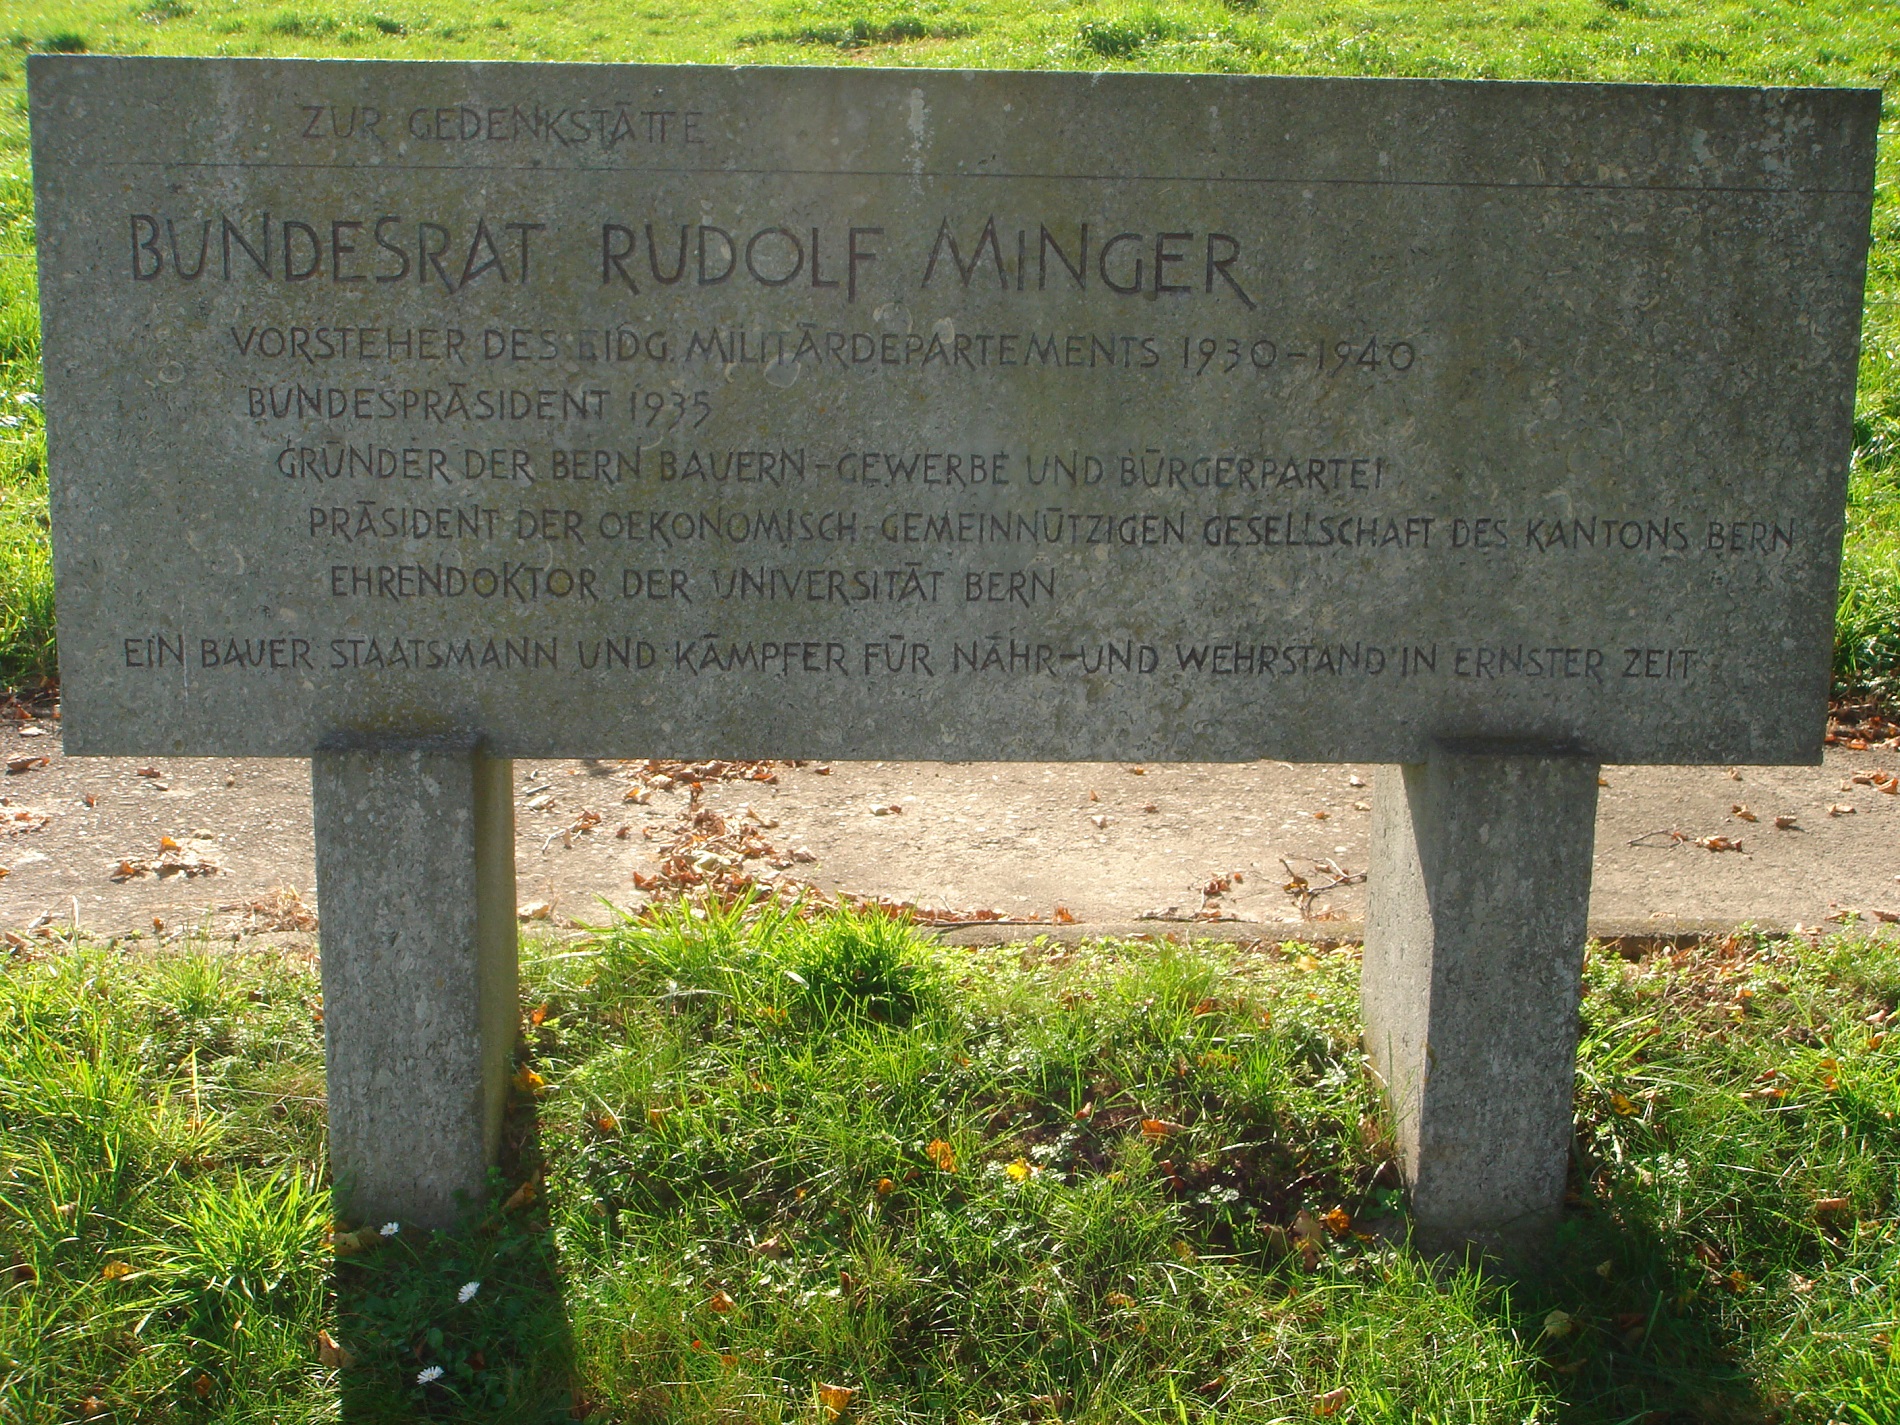 ZUR GEDENKSTÄTTE
BUNDESRAT RUDOLF MINGER
VORSTEHER DES EIDG. MILITÄRDEPARTEMENTS 1930-1940
BUNDESPRÄSIDENT 1935
GRÜNDER DER BERN BAUERN-GEWERBE UND BÜRGERPARTEI
PRÄSIDENT DER OEKONOMISCH-GEMEINNÜTZIGEN GESELLSCHAFT DES KANTONS BERN
EHRENDOKTOR DER UNIVERSITÄT BERN
EIN BAUER STAATSMANN UND KÄMPFER FÜR NÄHR-UND WEHRSTAND IN ERNSTER ZEIT